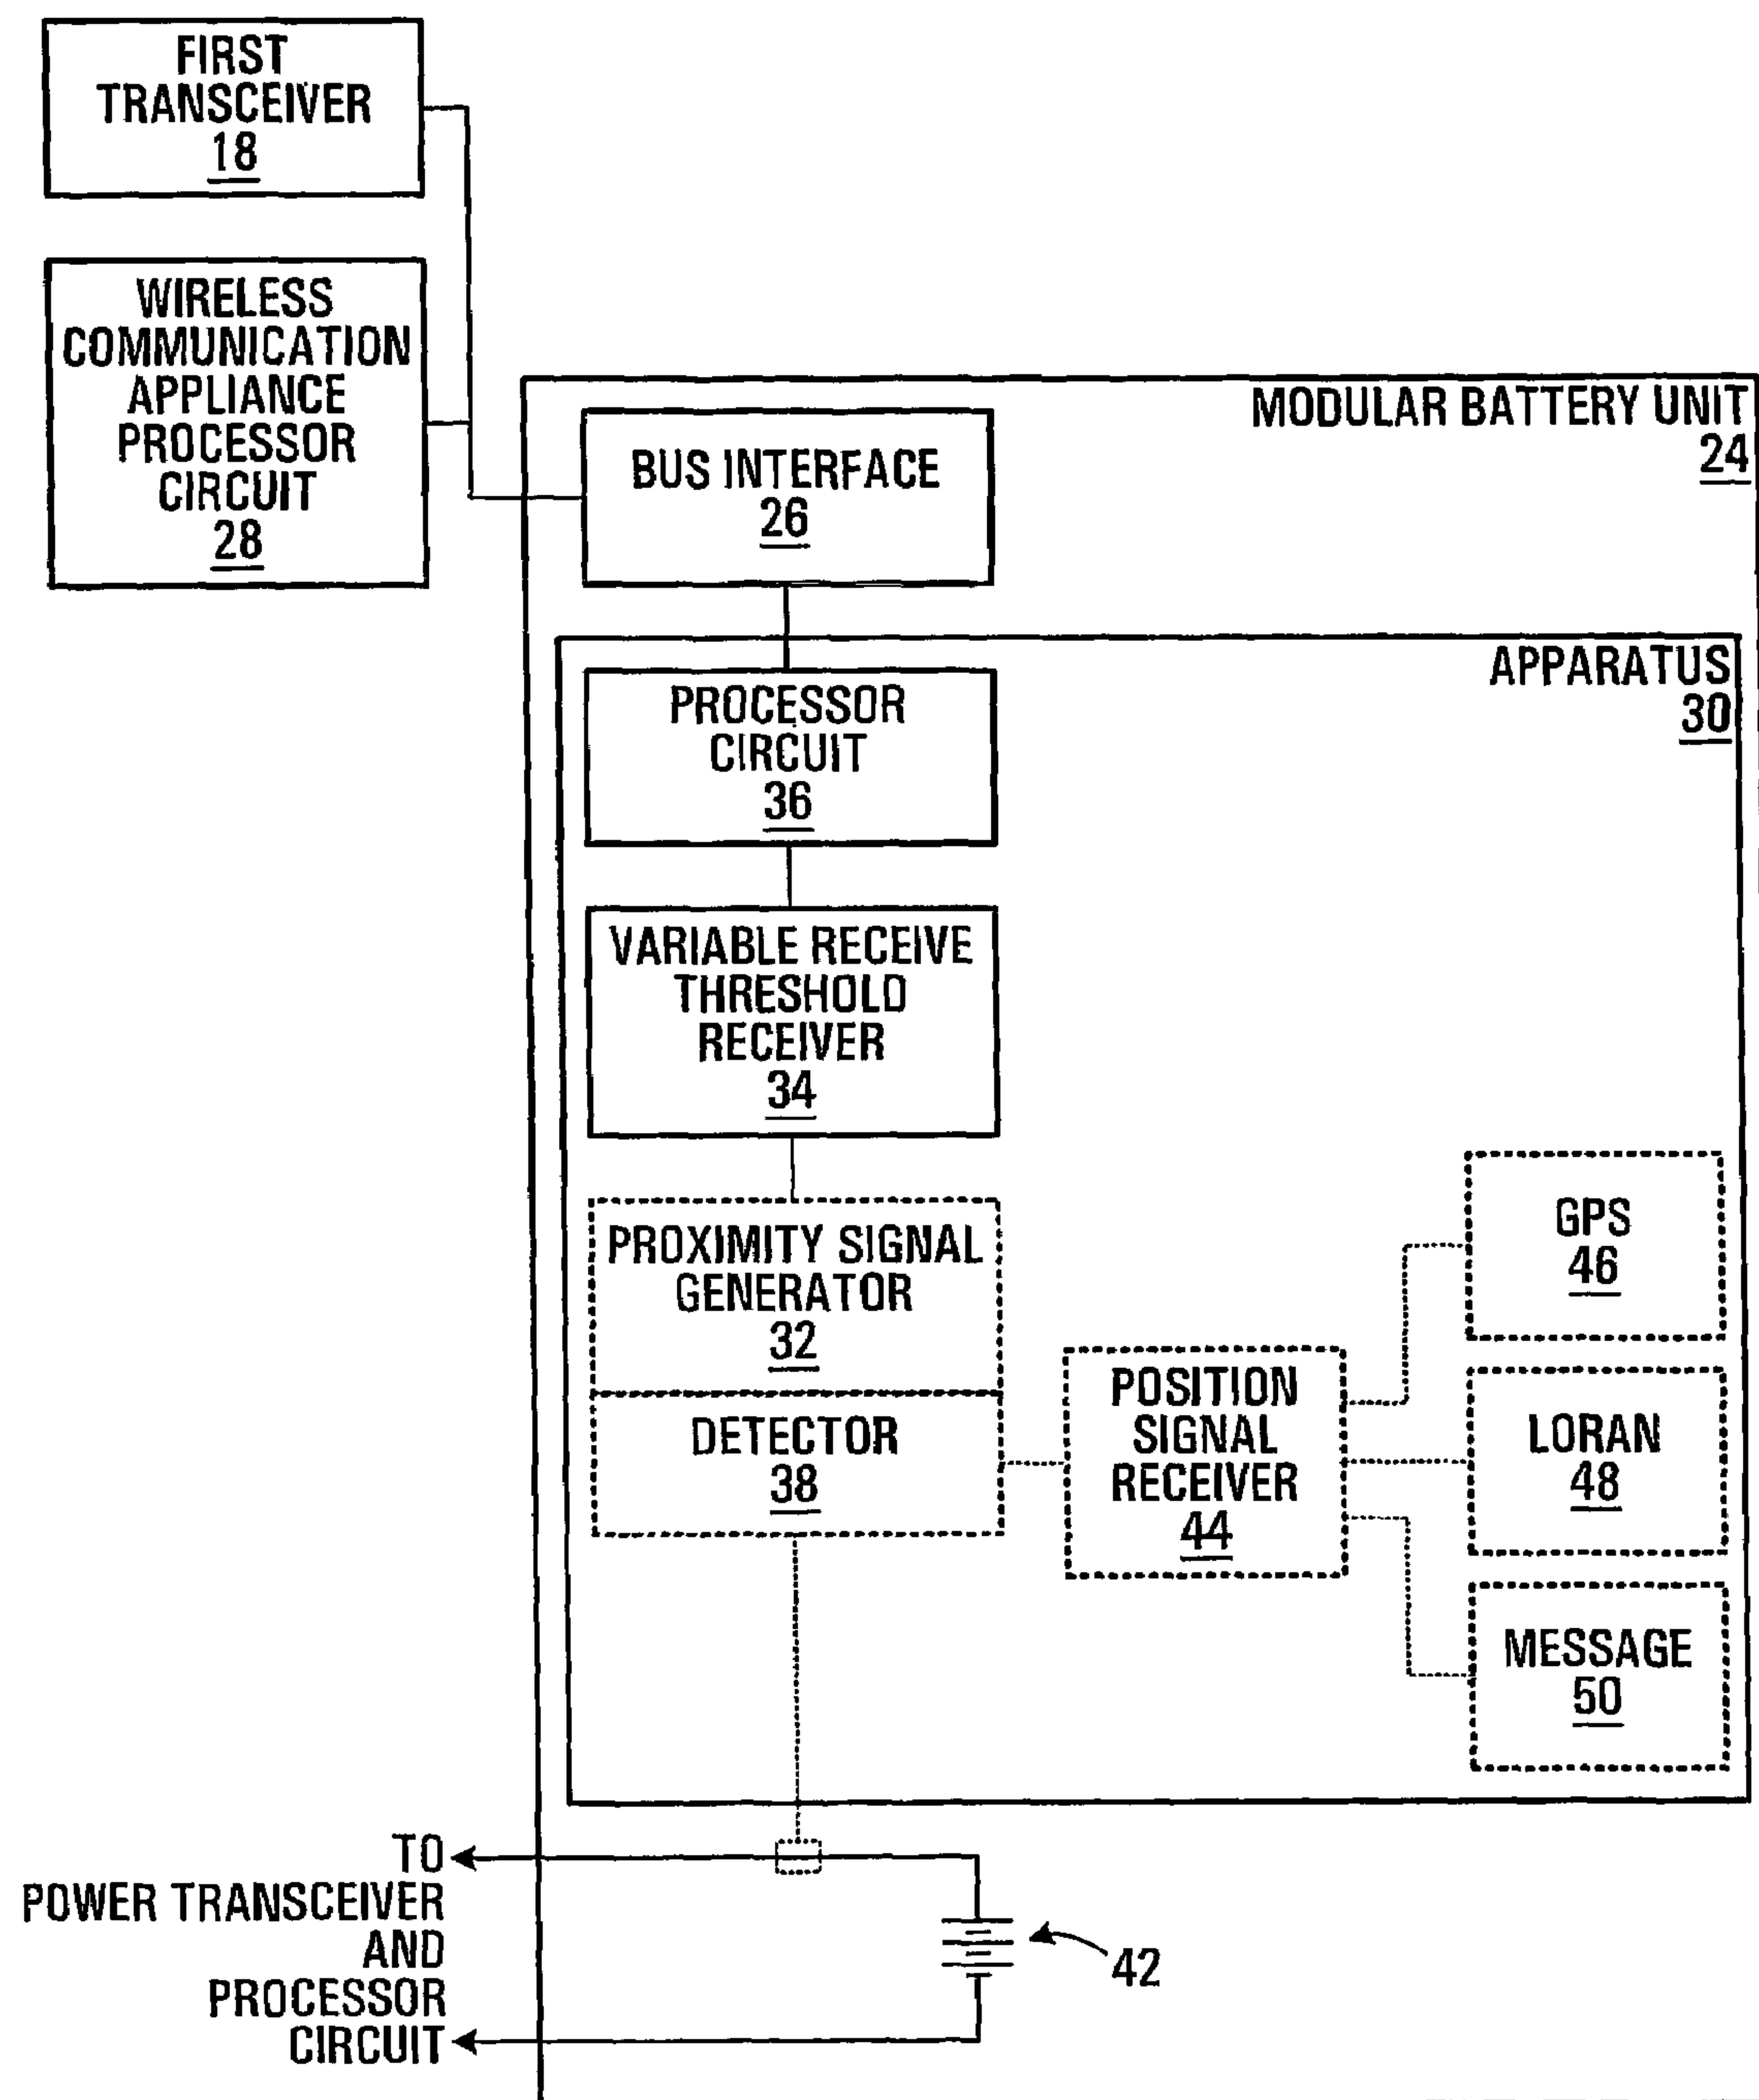 FIRST
TRANSCEIVER
18
WIRELESS
COMMUNICATION
APPLIANCE
PROCESSOR
CIRCUIT
28
MODULAR BATTERY UNIT
24
BUS INTERFACE
26
APPARATUS
30
PROCESSOR
CIRCUIT
36
VARIABLE RECEIVE
THRESHOLD
RECEIVER
34
PROXIMITY SIGNAL
GENERATOR
32
DETECTOR
38
POSITION
SIGNAL
RECEIVER
44
GPS
46
LORAN
48
MESSAGE
50
TO
POWER TRANSCEIVER
AND
PROCESSOR
CIRCUIT
42